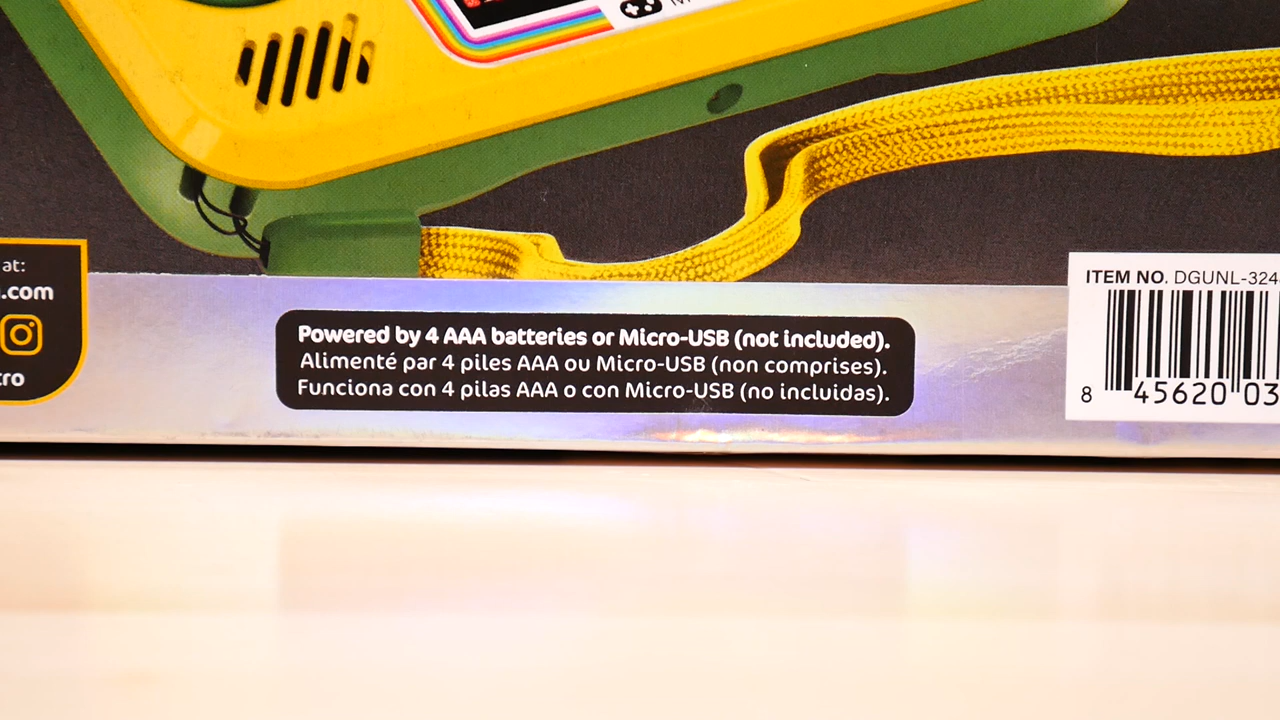 at:
.com
Powered by 4 AAA batteries or Micro-USB (not included).
Alimenté par 4 piles AAA ou Micro-USB (non comprises).
Funciona con 4 pilas AAA o con Micro-USB (no incluidas).
ITEM NO. DGUNL-324
8 45620 03